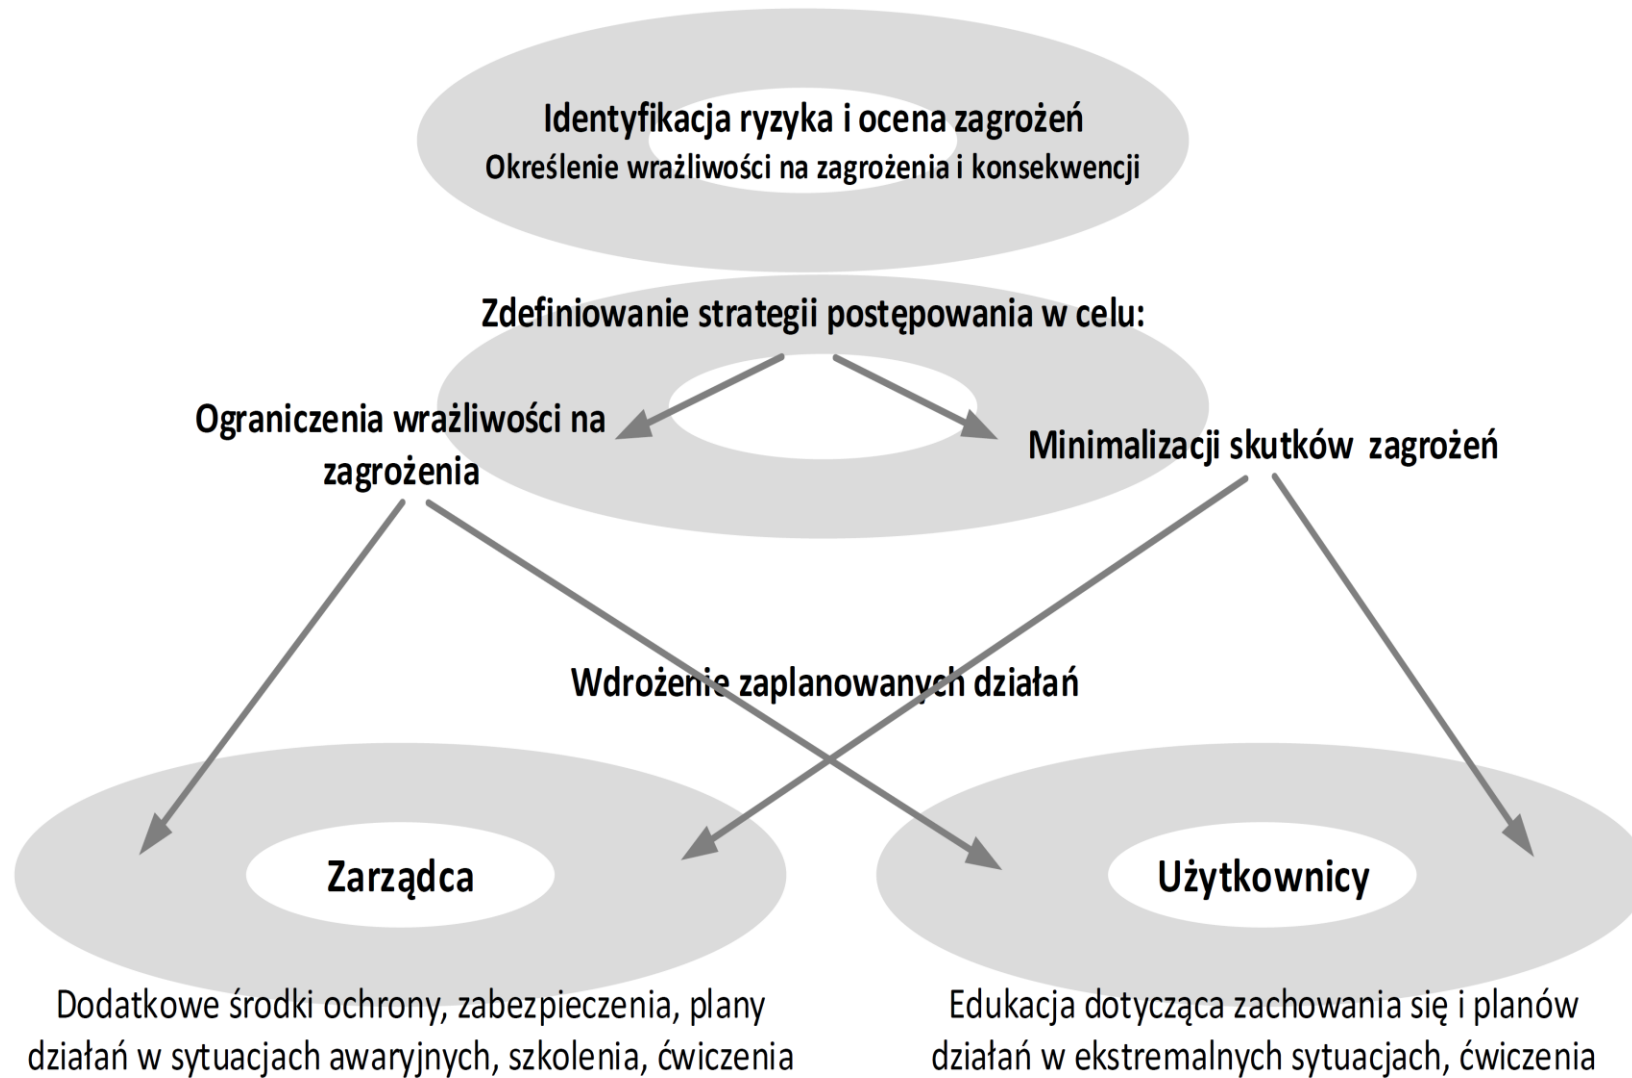 Identyfikacja ryzyka i ocena zagrożeń
Określenie wrażliwości na zagrożenia i konsekwencji
Zdefiniowanie strategii postępowania w celu:
Ograniczenia wrażliwości na
zagrożenia
Minimalizacji skutków zagrożeń
Wdrożenie zaplanowanych działań
Zarządca
Użytkownicy
Dodatkowe środki ochrony, zabezpieczenia, plany
działań w sytuacjach awaryjnych, szkolenia, ćwiczenia
Edukacja dotycząca zachowania się i planów
działań w ekstremalnych sytuacjach, ćwiczenia